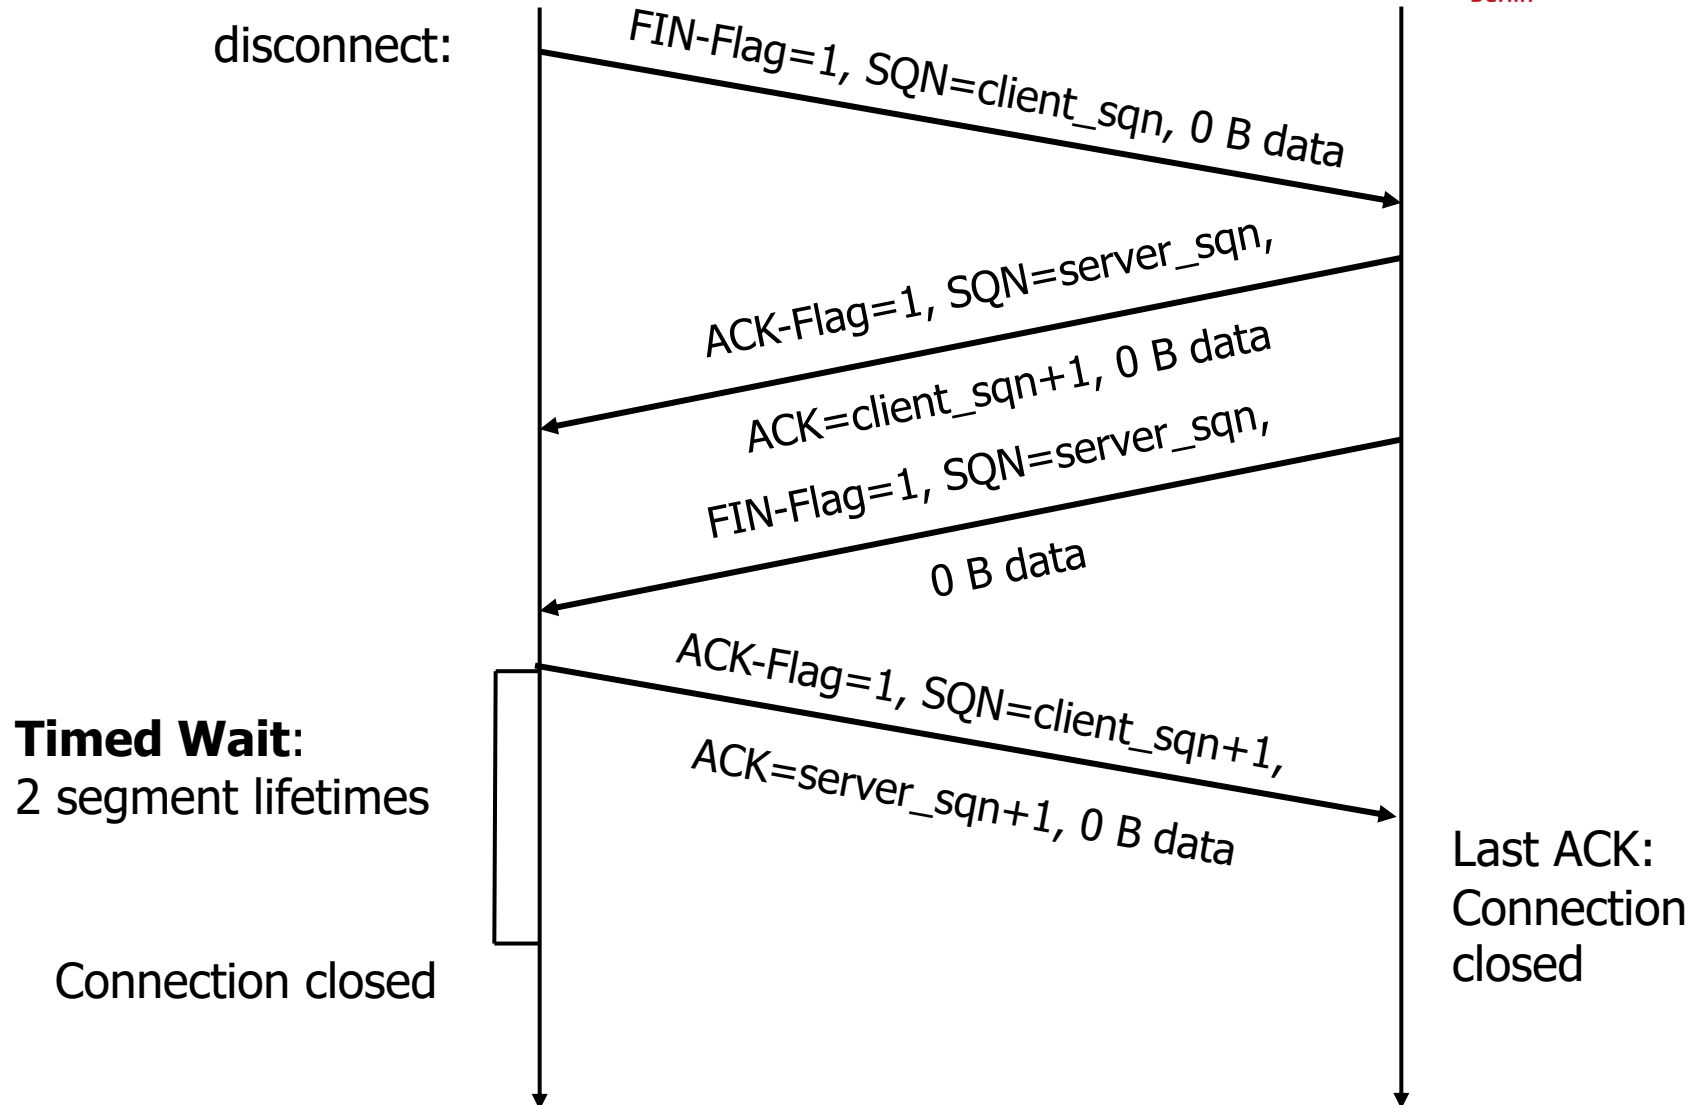 Berlin
disconnect:
FIN-Flag=1, SQN=client_sqn, 0 B data
ACK-Flag=1, SQN=server_sqn,
ACK=client_sqn+1, 0 B data
FIN-Flag=1, SQN=server_sqn,
0 B data
ACK-Flag=1, SQN=client_sqn+1,
ACK=server_sqn+1, 0 B data
Timed Wait:
2 segment lifetimes
Last ACK:
Connection
closed
Connection closed